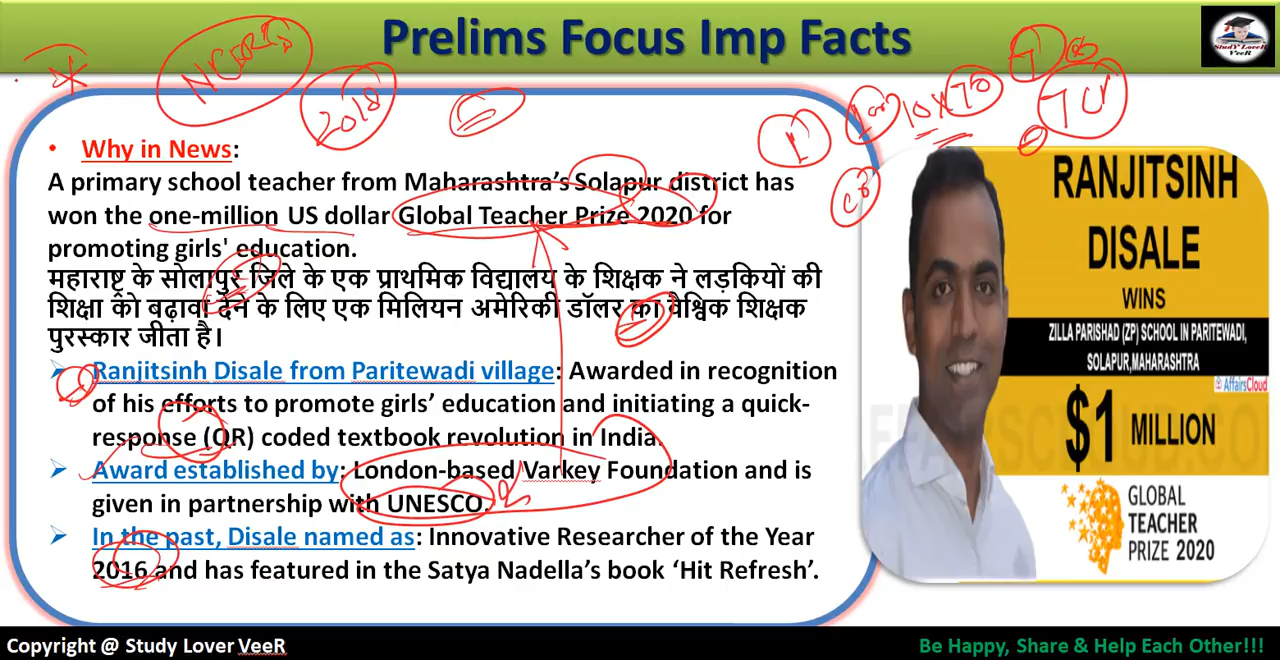 Prelims Focus Imp Facts
StudY LoveR
VeeR
NCERTs
2018
• Why in News:
A primary school teacher from Maharashtra's Solapur district has
won the one-million US dollar Global Teacher Prize 2020 for
promoting girls' education.
महाराष्ट्र के सोलापुर जिले के एक प्राथमिक विद्यालय के शिक्षक ने लड़कियों की
शिक्षा को बढ़ावा देने के लिए एक मिलियन अमेरिकी डॉलर का वैश्विक शिक्षक
पुरस्कार जीता है।
Ranjitsinh Disale from Paritewadi village: Awarded in recognition
of his efforts to promote girls' education and initiating a quick-
response (QR) coded textbook revolution in India.
Award established by: London-based Varkey Foundation and is
given in partnership with UNESCO.
In the past, Disale named as: Innovative Researcher of the Year
2016 and has featured in the Satya Nadella's book 'Hit Refresh'.
RANJITSINH
DISALE
WINS
ZILLA PARISHAD (ZP) SCHOOL IN PARITEWADI,
SOLAPUR,MAHARASHTRA
AffairsCloud
$1 MILLION
GLOBAL
TEACHER
PRIZE 2020
Copyright @ Study Lover VeeR
Be Happy, Share & Help Each Other!!!